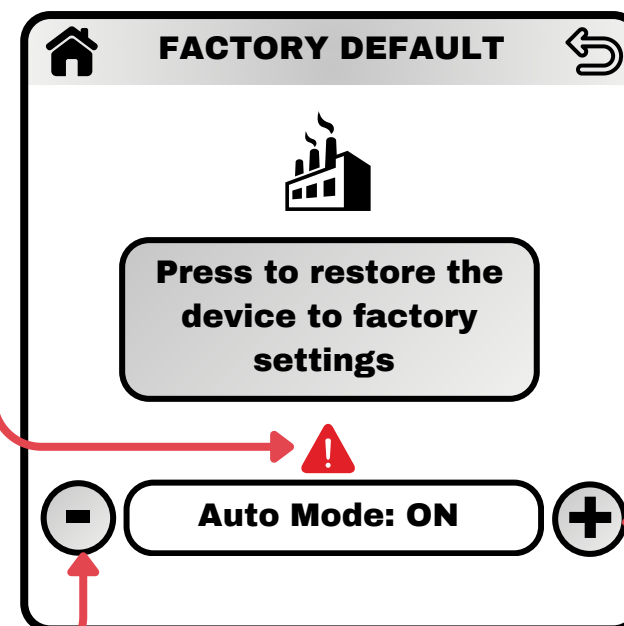 FACTORY DEFAULT
Press to restore the
device to factory
settings
Auto Mode: ON